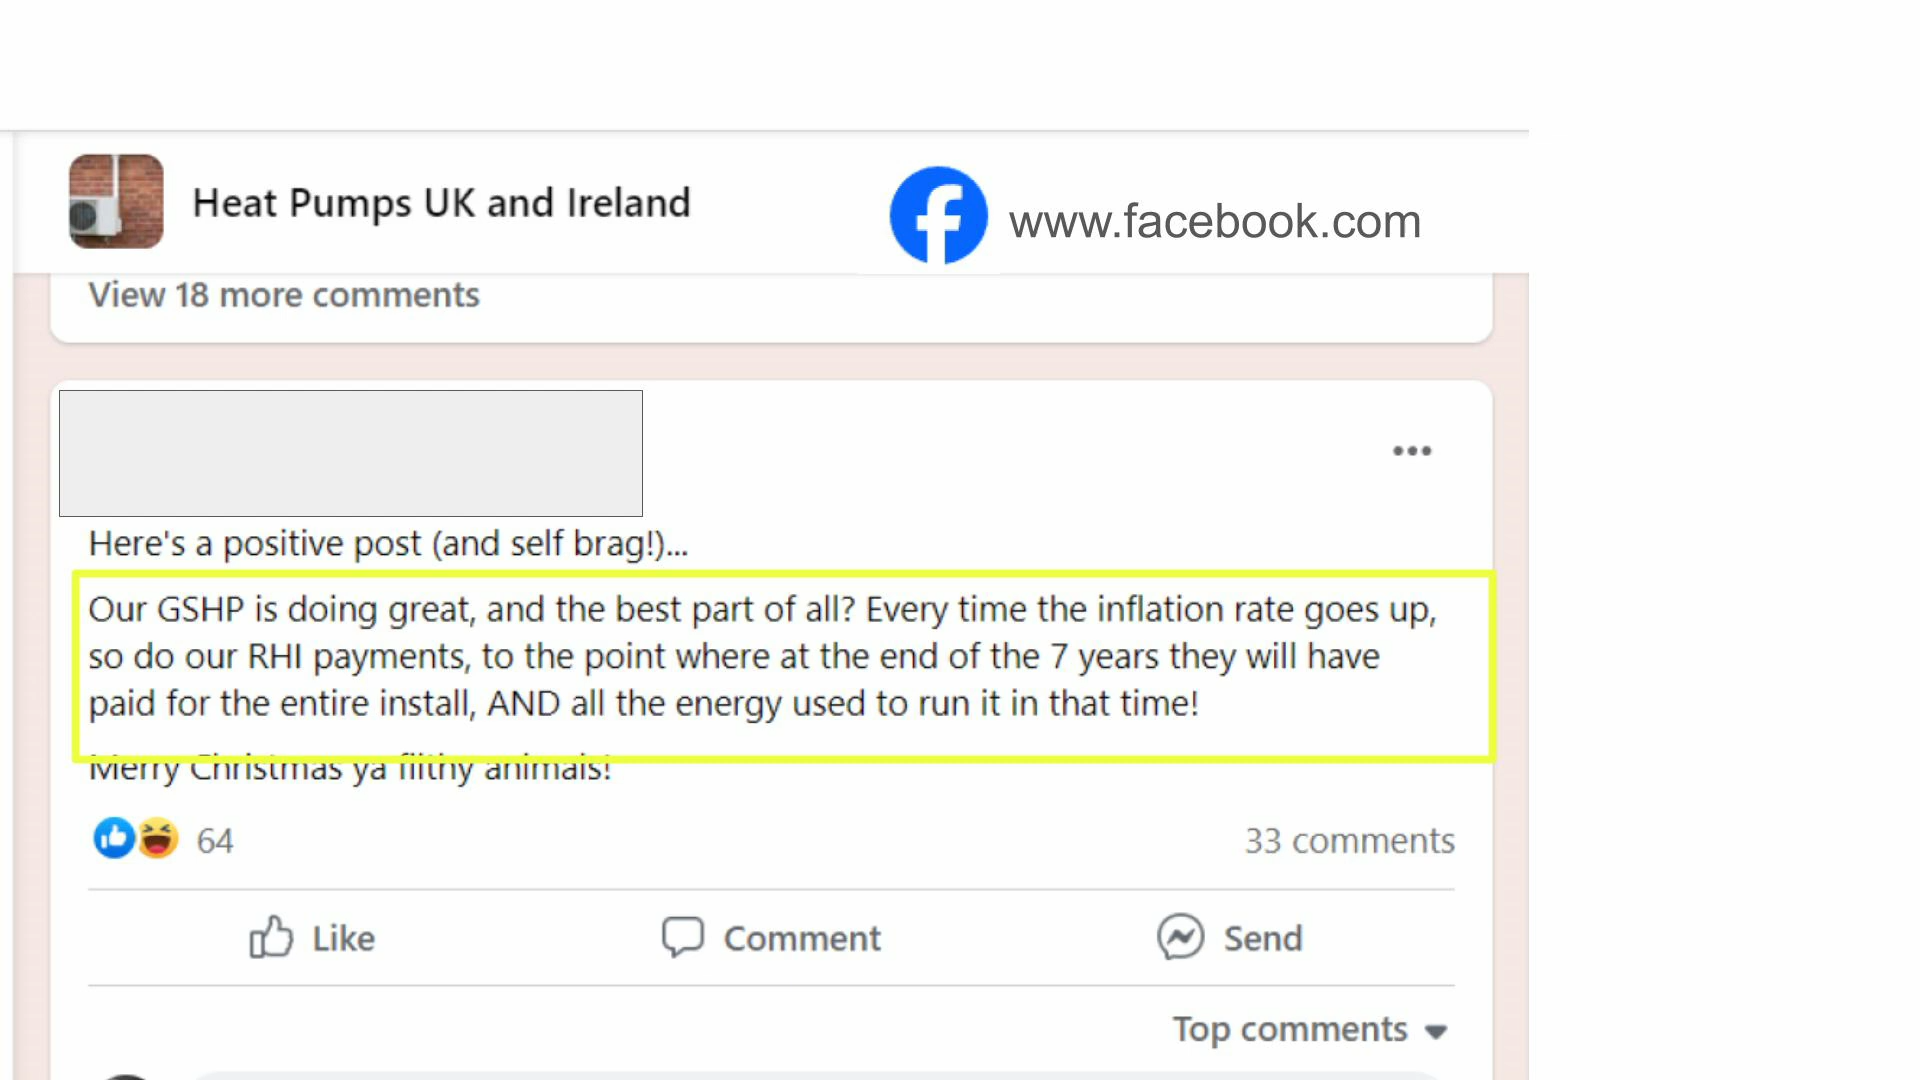 Heat Pumps UK and Ireland
www.facebook.com
View 18 more comments
Here's a positive post (and self brag!)...
Our GSHP is doing great, and the best part of all? Every time the inflation rate goes up,
so do our RHI payments, to the point where at the end of the 7 years they will have
paid for the entire install, AND all the energy used to run it in that time!
Merry Christmas ya filthy animals!
64
33 comments
Like
Comment
Send
Top comments